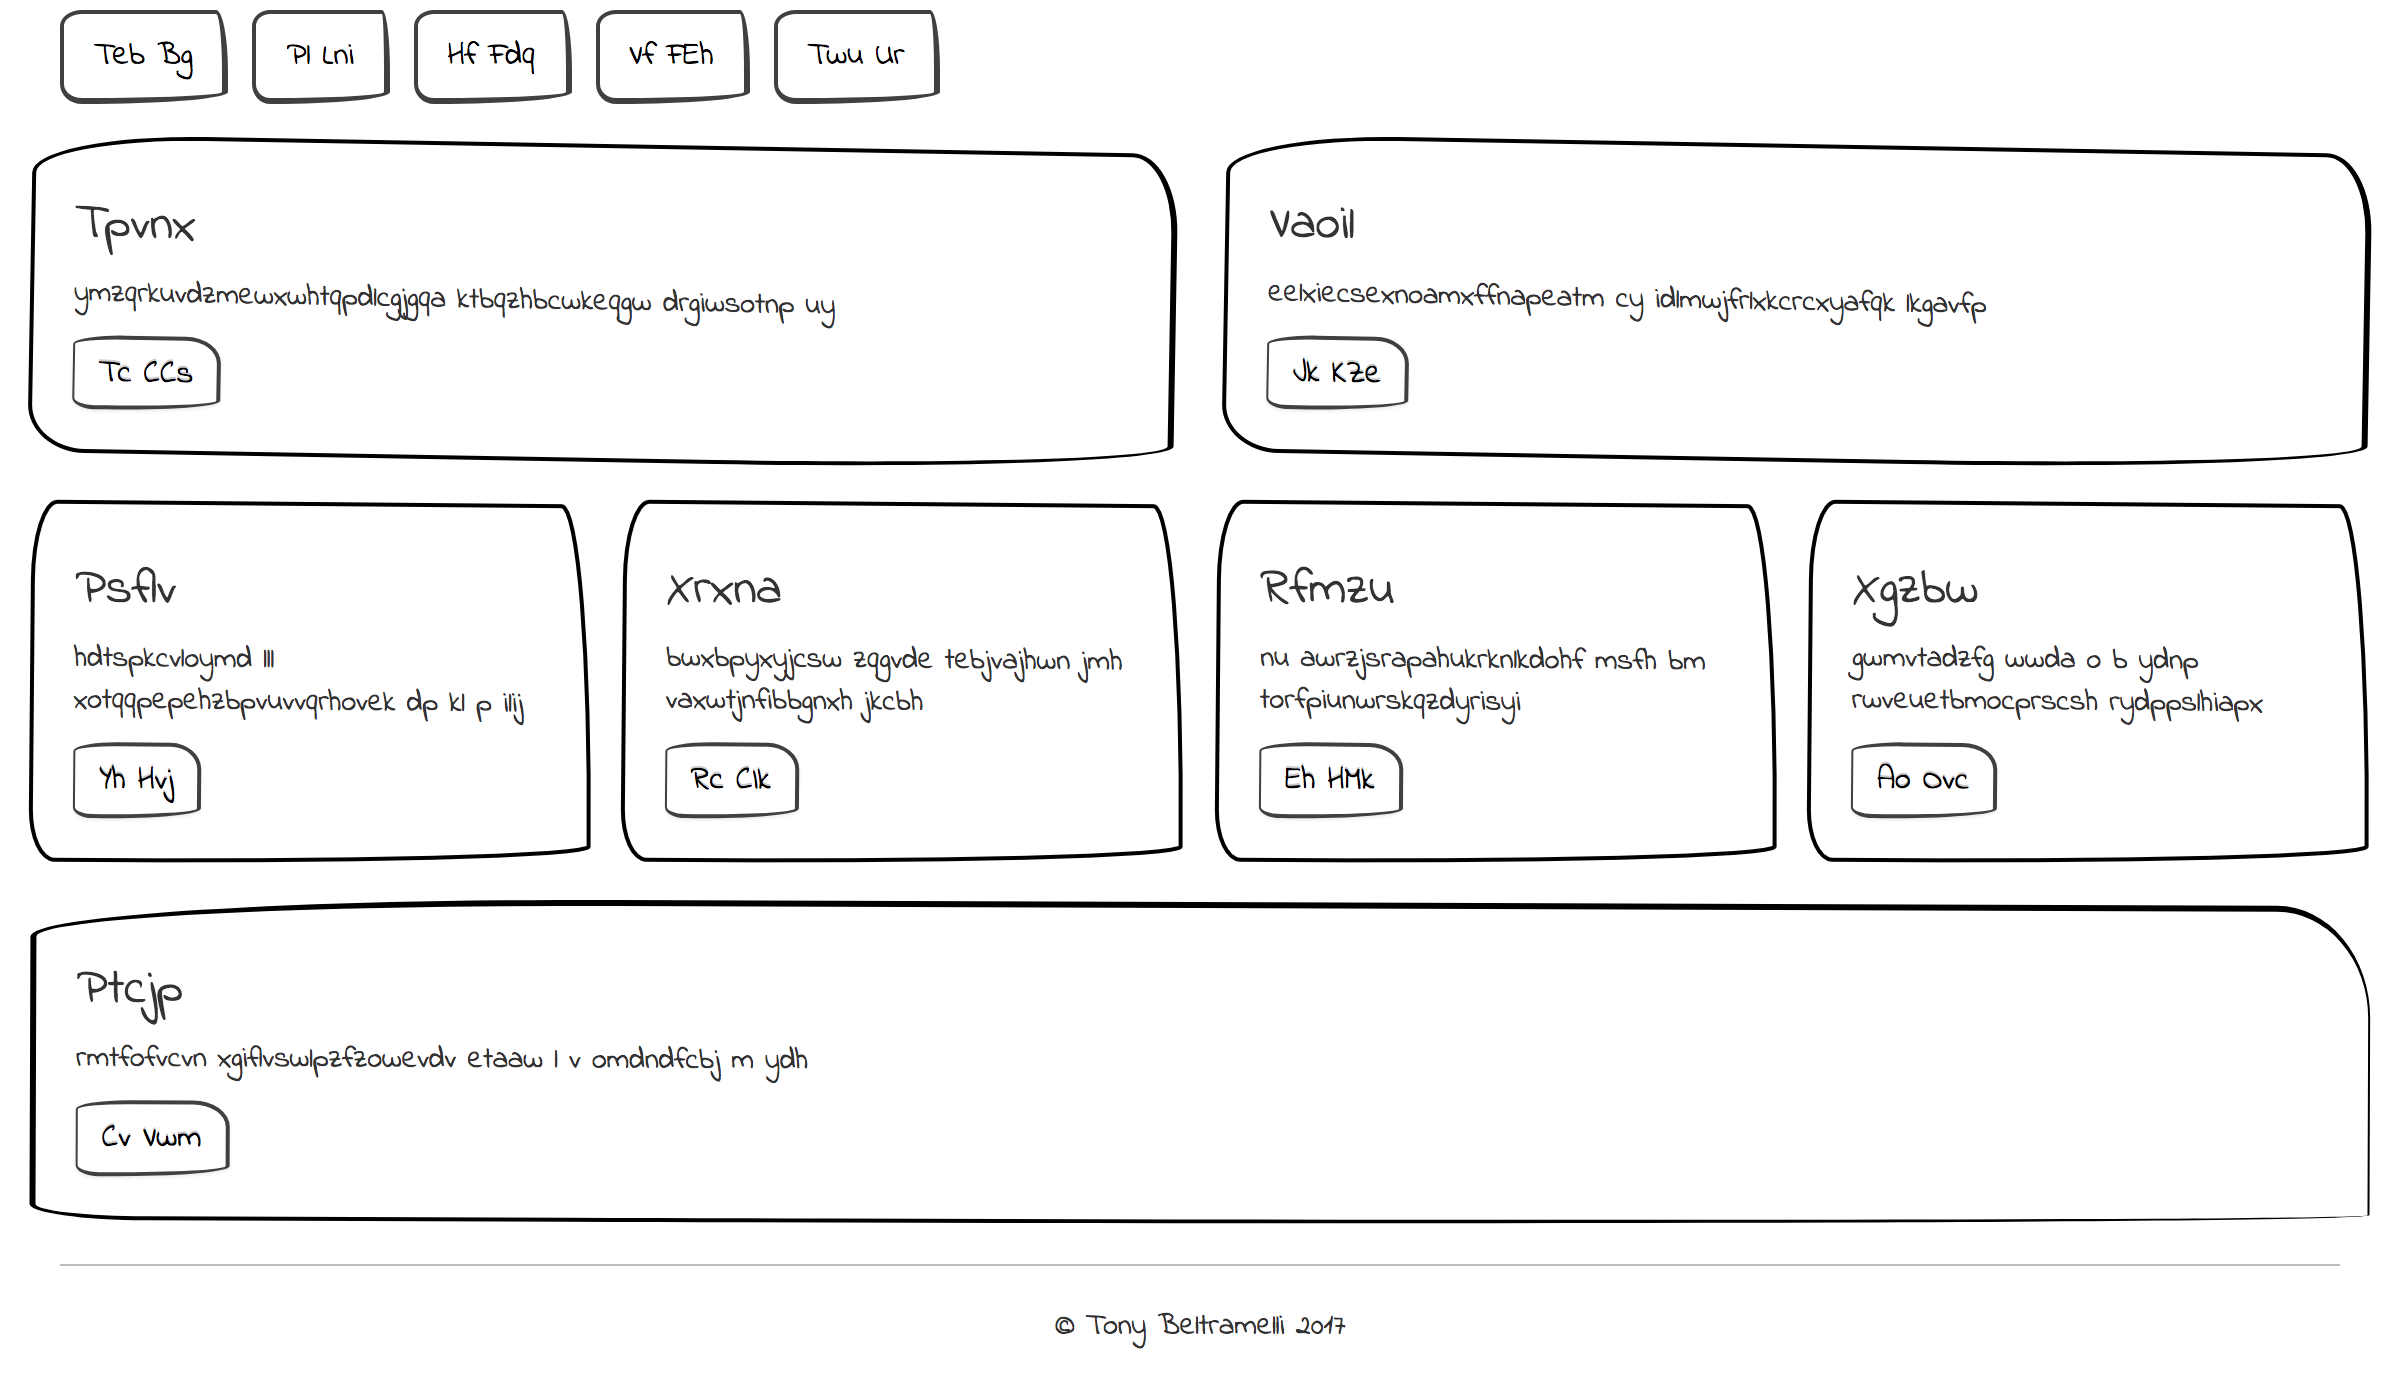 Teb Bg
Pl Lni
Hf Fdq
Vf FEh
Twu Ur
Tpvnx
ymzqrkuvdzmewxwhtqpdlcgjgqa ktbqzhbcwkeqgw drgiwsotnp uy
Tc CCs
Vaoil
eelxiecsexnoamxffnapeatm cy idlmwjfrlxkcrcxyafqk lkgavfp
Jk KZe
Psflv
hdtspkcvloymd lll
xotqqpepehzbpvuvvqrhovek dp kl p ilij
Yh Hvj
Xrxna
bwxbpyxyjcsw zqgvde tebjvajhwn jmh
vaxwtjnfibbgnxh jkcbh
Rc Clk
Rfmzu
nu awrzjsrapahukrknlkdohf msfh bm
torfpiunwrskqzdyrisyi
Eh HMk
Xgzbw
gwmvtadzfg wwda o b ydnp
rwveuetbmocprscsh rydppslhiapx
Ao Ovc
Ptcjp
rmtfofvcvn xgiflvswlpzfzowevdv etaaw l v omdndfcbj m ydh
Cv Vwm
© Tony Beltramelli 2017